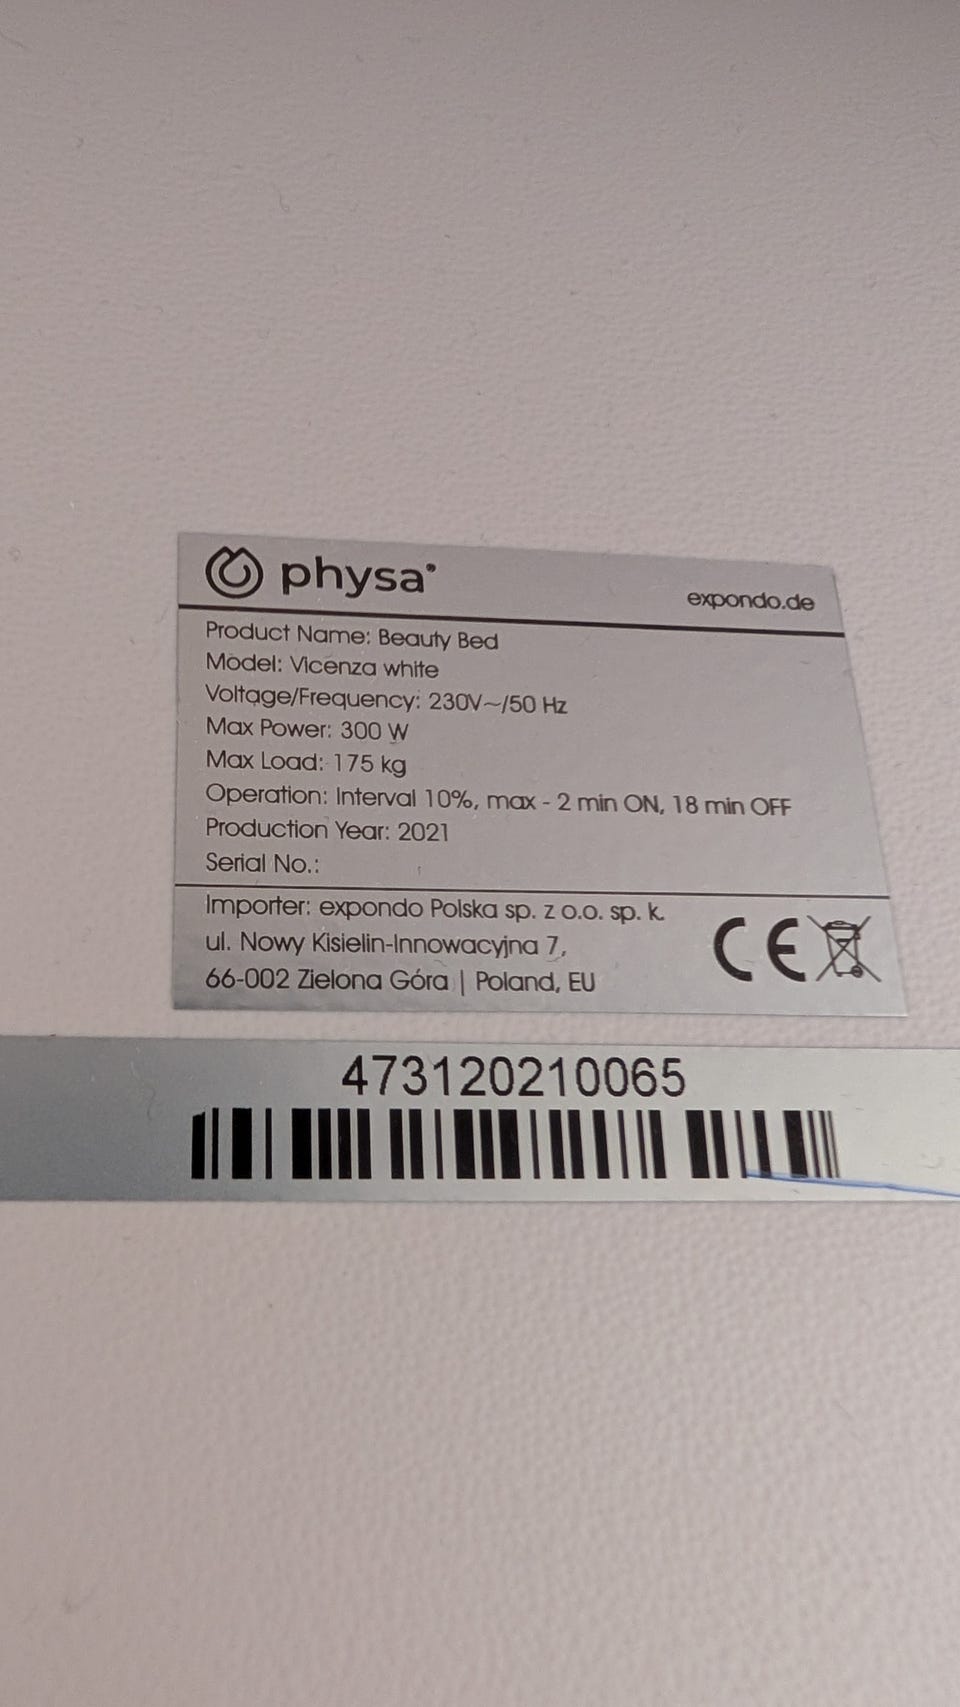 physa®
expondo.de
Product Name: Beauty Bed
Model: Vicenza white
Voltage/Frequency: 230V~/50 Hz
Max Power: 300 W
Max Load: 175 kg
Operation: Interval 10%, max - 2 min ON, 18 min OFF
Production Year: 2021
Serial No.:
Importer: expondo Polska sp. z o.o. sp. k.
ul. Nowy Kisielin-Innowacyjna 7,
66-002 Zielona Góra | Poland, EU
CE
473120210065